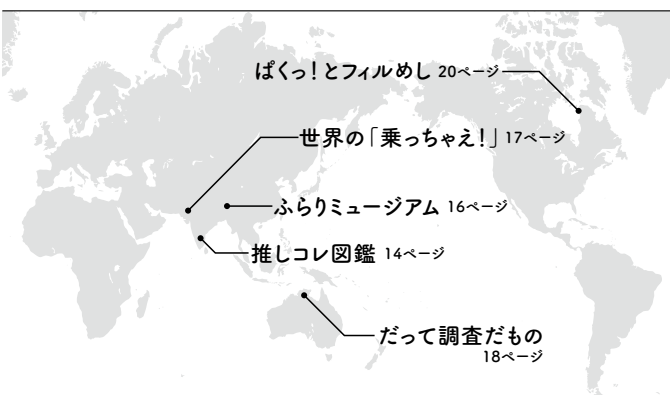 ぱくっ!とフィルめし 20ページ
世界の「乗っちゃえ!」17ページ
ふらりミュージアム 16ページ
推しコレ図鑑 14ページ
だって調査だもの
18ページ